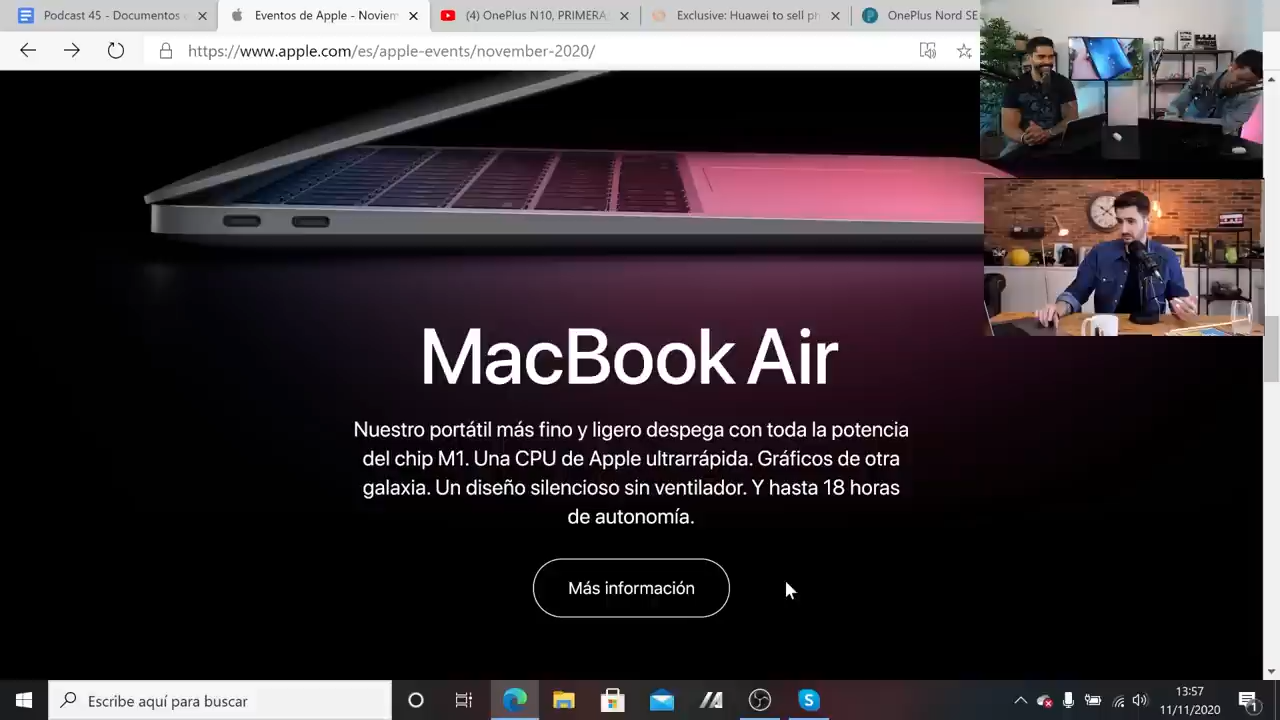 Podcast 45 - Documentos
Eventos de Apple - Noviem
(4) OnePlus N10, PRIMERA
Exclusive: Huawei to sell ph
OnePlus Nord SE
https://www.apple.com/es/apple-events/november-2020/
MacBook Air
Nuestro portátil más fino y ligero despega con toda la potencia
del chip M1. Una CPU de Apple ultrarrápida. Gráficos de otra
galaxia. Un diseño silencioso sin ventilador. Y hasta 18 horas
de autonomía.
Más información
Escribe aquí para buscar
13:57
11/11/2020
1